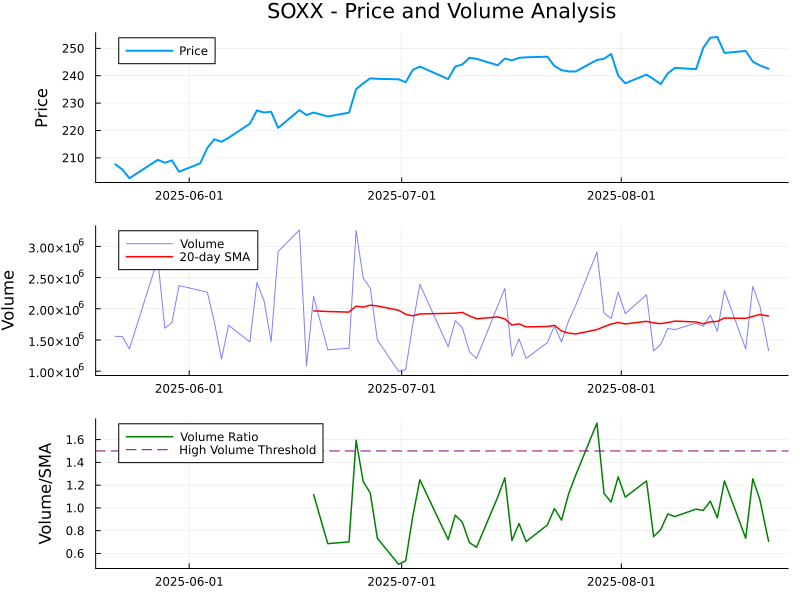 SOXX - Price and Volume Analysis
Price
250
240
230
220
210
Price
2025-06-01
2025-07-01
2025-08-01
Volume
20-day SMA
3.00×10⁶
2.50×10⁶
2.00×10⁶
1.50×10⁶
1.00×10⁶
Volume
2025-06-01
2025-07-01
2025-08-01
Volume Ratio
High Volume Threshold
1.6
1.4
1.2
1.0
0.8
0.6
Volume/SMA
2025-06-01
2025-07-01
2025-08-01